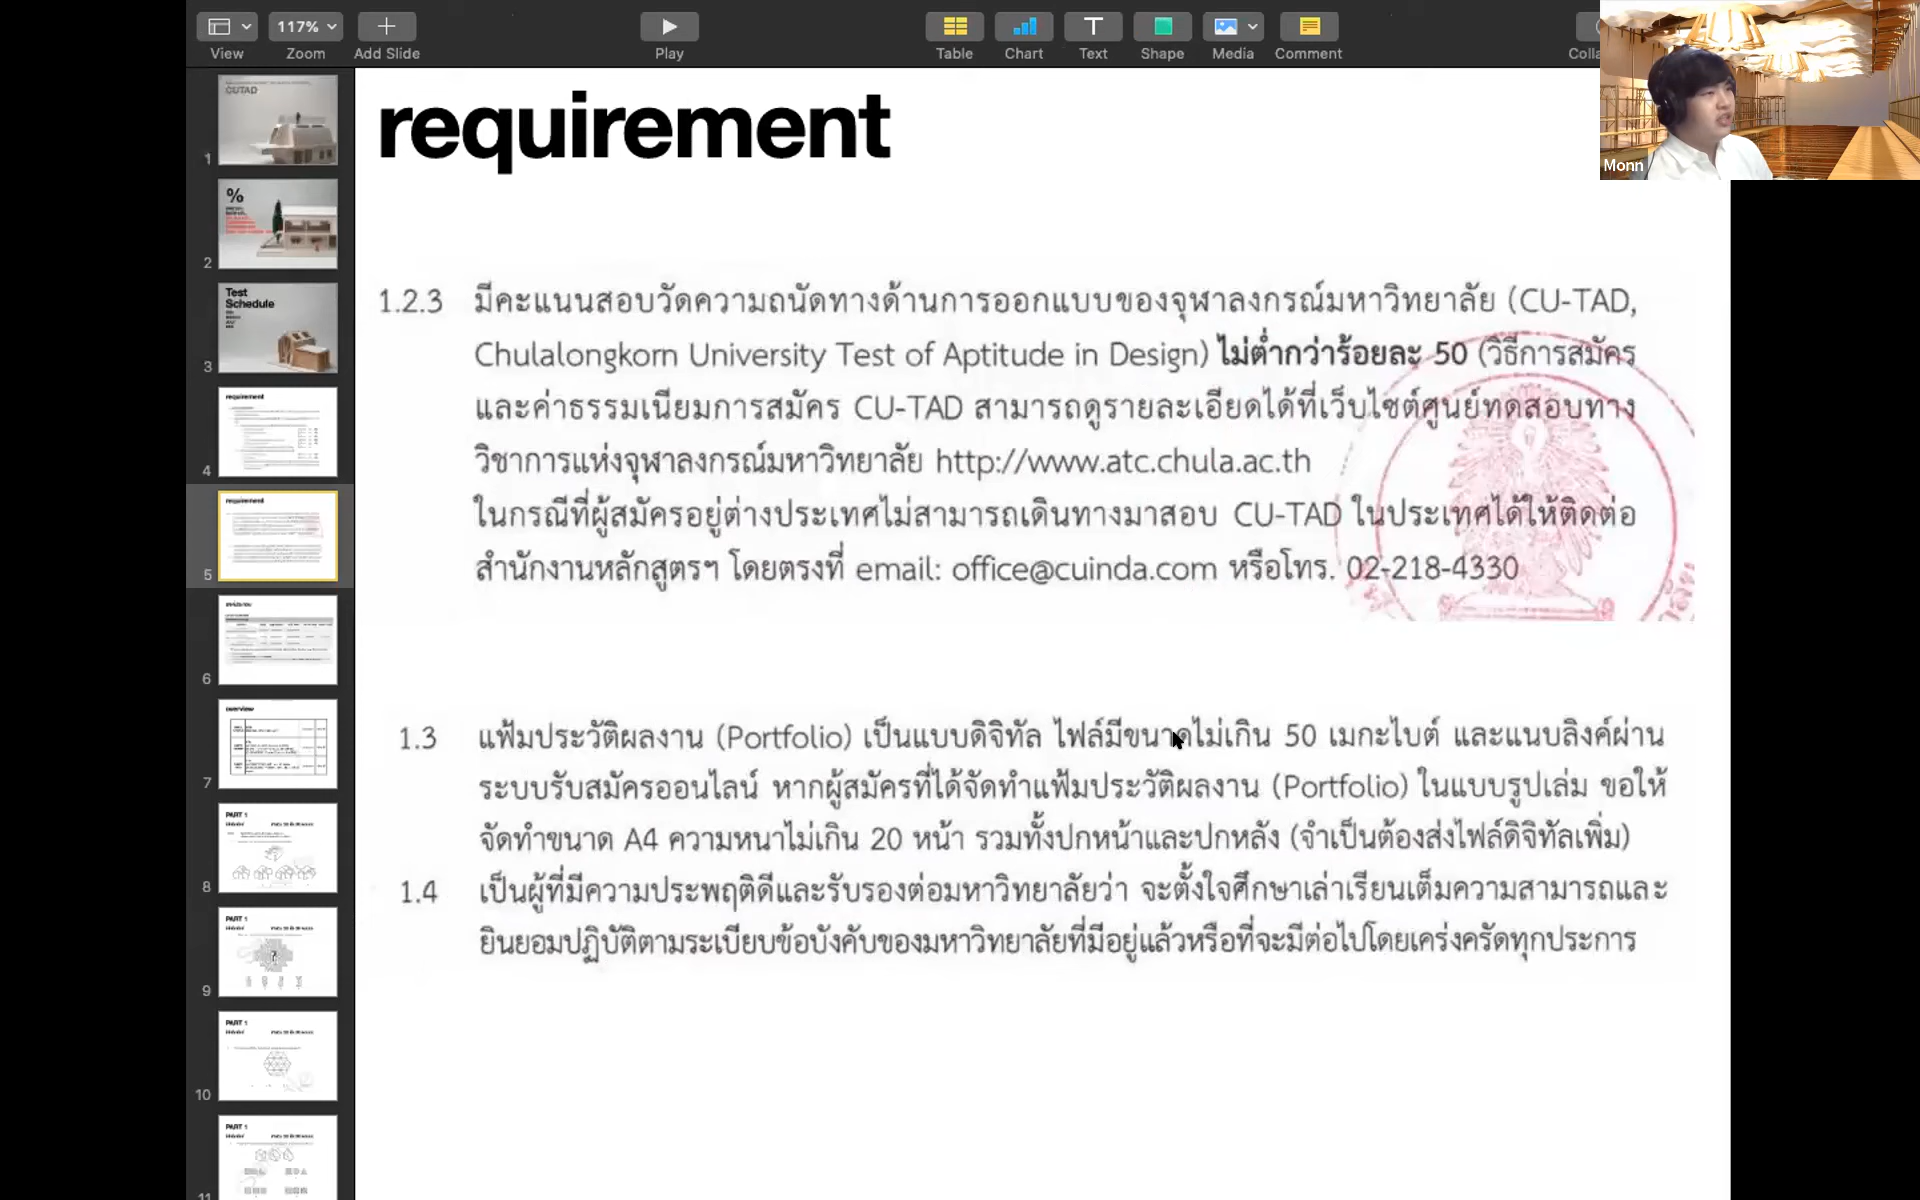 View
117%
Zoom
Add Slide
Play
Table
Chart
Text
Shape
Media
Comment
Monn
CUTAD
1
%
2
Test
Schedule
3
requirement
4
requirement
5
6
overview
7
PART 1
8
PART 1
9
PART 1
10
PART 1
11
requirement
1.2.3 มีคะแนนสอบวัดความถนัดทางด้านการออกแบบของจุฬาลงกรณ์มหาวิทยาลัย (CU-TAD,
Chulalongkorn University Test of Aptitude in Design) ไม่ต่ำกว่าร้อยละ 50 (วิธีการสมัคร
และค่าธรรมเนียมการสมัคร CU-TAD สามารถดูรายละเอียดได้ที่เว็บไซต์ศูนย์ทดสอบทาง
วิชาการแห่งจุฬาลงกรณ์มหาวิทยาลัย http://www.atc.chula.ac.th
ในกรณีที่ผู้สมัครอยู่ต่างประเทศไม่สามารถเดินทางมาสอบ CU-TAD ในประเทศได้ให้ติดต่อ
สำนักงานหลักสูตรฯ โดยตรงที่ email: office@cuinda.com หรือโทร. 02-218-4330
1.3 แฟ้มประวัติผลงาน (Portfolio) เป็นแบบดิจิทัล ไฟล์มีขนาดไม่เกิน 50 เมกะไบต์ และแนบลิงค์ผ่าน
ระบบรับสมัครออนไลน์ หากผู้สมัครที่ได้จัดทำแฟ้มประวัติผลงาน (Portfolio) ในแบบรูปเล่ม ขอให้
จัดทำขนาด A4 ความหนาไม่เกิน 20 หน้า รวมทั้งปกหน้าและปกหลัง (จำเป็นต้องส่งไฟล์ดิจิทัลเพิ่ม)
1.4 เป็นผู้ที่มีความประพฤติดีและรับรองต่อมหาวิทยาลัยว่า จะตั้งใจศึกษาเล่าเรียนเต็มความสามารถและ
ยินยอมปฏิบัติตามระเบียบข้อบังคับของมหาวิทยาลัยที่มีอยู่แล้วหรือที่จะมีต่อไปโดยเคร่งครัดทุกประการ